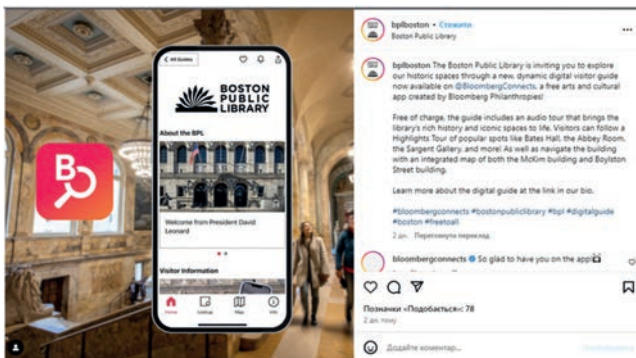 < All Guides
BOSTON
PUBLIC
LIBRARY
About the BPL
Welcome from President David
Leonard
Visitor Information
Home
Lookup
Map
Info
B
bplboston • Стежити
Boston Public Library
bplboston The Boston Public Library is inviting you to explore
our historic spaces through a new, dynamic digital visitor guide
now available on @BloombergConnects, a free arts and cultural
app created by Bloomberg Philanthropies!
Free of charge, the guide includes an audio tour that brings the
library's rich history and iconic spaces to life. Visitors can follow a
Highlights Tour of popular spots like Bates Hall, the Abbey Room,
the Sargent Gallery, and more! As well as navigate the building
with an integrated map of both the McKim building and Boylston
Street building.
Learn more about the digital guide at the link in our bio.
#bloombergconnects #bostonpubliclibrary #bpl #digitalguide
#boston #freetoall
2 дн. Переглянути переклад
bloombergconnects So glad to have you on the app!
Позначки «Подобається»: 78
2 дні тому
Додайте коментар...